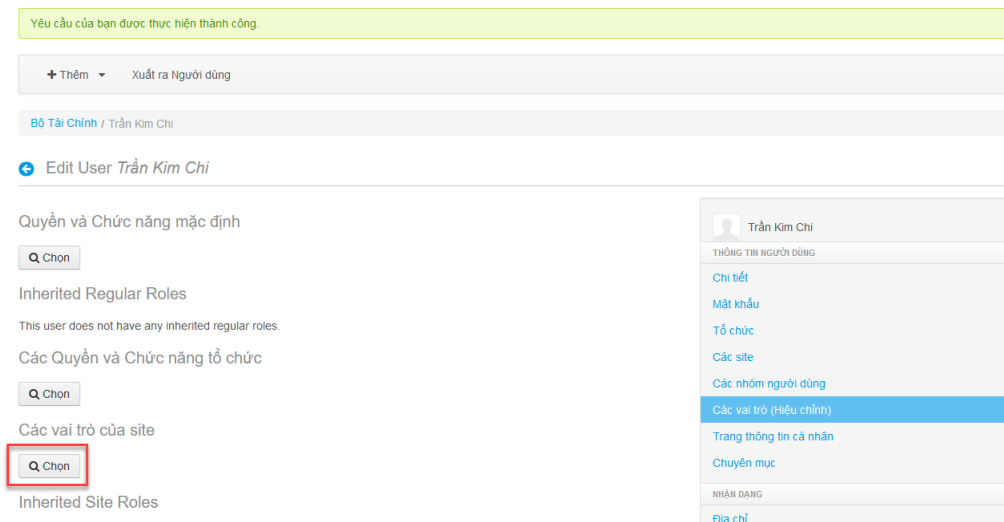 Yêu cầu của bạn được thực hiện thành công.
Thêm Xuất ra Người dùng
Bộ Tài Chính / Trần Kim Chi
Edit User Trần Kim Chi
Quyền và Chức năng mặc định
Chọn
Inherited Regular Roles
This user does not have any inherited regular roles.
Các Quyền và Chức năng tổ chức
Chọn
Các vai trò của site
Chọn
Inherited Site Roles
Trần Kim Chi
THÔNG TIN NGƯỜI DÙNG
Chi tiết
Mật khẩu
Tổ chức
Các site
Các nhóm người dùng
Các vai trò (Hiệu chỉnh)
Trang thông tin cá nhân
Chuyên mục
NHẬN DẠNG
Địa chỉ